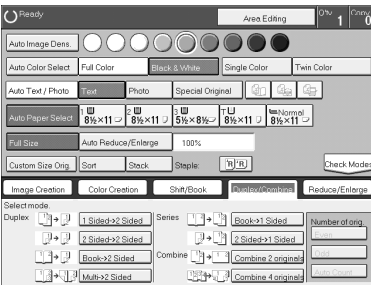 Ready Area Editing Q'ty 1 Copy 0
Auto Image Dens.
Auto Color Select Full Color Black & White Single Color Twin Color
Auto Text / Photo Text Photo Special Original
Auto Paper Select 1 8½×11 2 8½×11 3 5½×8½ T 8½×11 Normal 8½×11
Full Size Auto Reduce/Enlarge 100%
Custom Size Orig. Sort Stack Staple: R R Check Modes
Image Creation Color Creation Shift/Book Duplex/Combine Reduce/Enlarge
Select mode.
Duplex 1 Sided->2 Sided Series Book->1 Sided Number of orig.
2 Sided->2 Sided 2 Sided->1 Sided Even
Book->2 Sided Combine Combine 2 originals Odd
Multi->2 Sided Combine 4 originals Auto Count